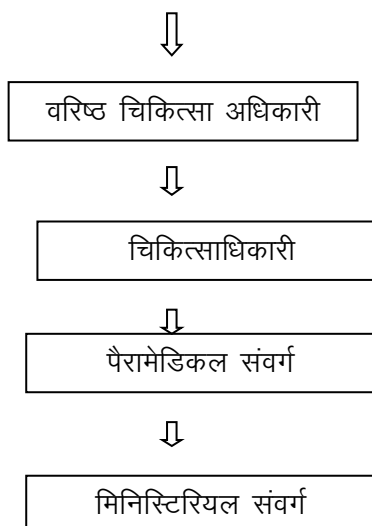 वरिष्ठ चिकित्सा अधिकारी
चिकित्साधिकारी
पैरामेडिकल संवर्ग
मिनिस्टिरियल संवर्ग